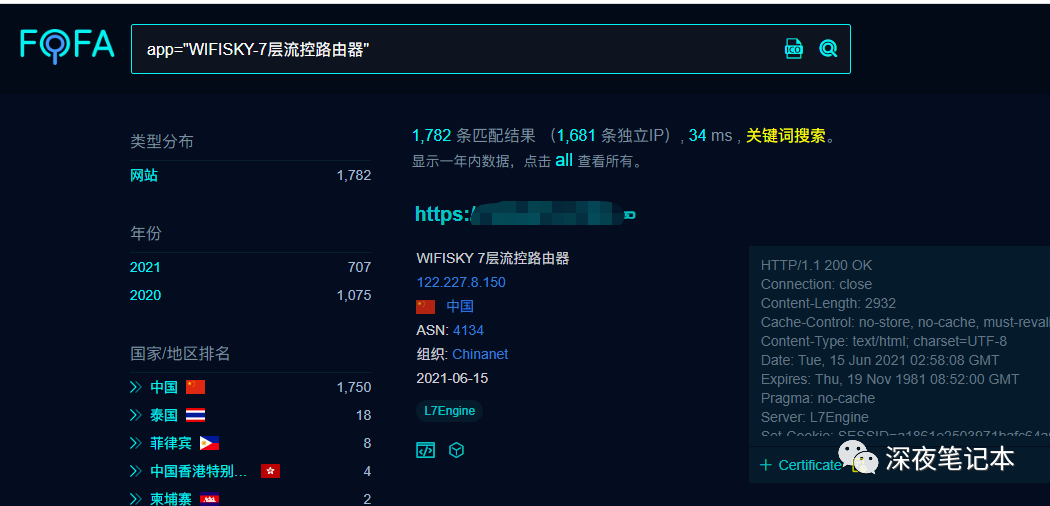 FOFA
app="WIFISKY-7层流控路由器"
ICO
类型分布
网站 1,782
年份
2021 707
2020 1,075
国家/地区排名
中国 1,750
泰国 18
菲律宾 8
中国香港特别... 4
柬埔寨 2
1,782 条匹配结果 （1,681 条独立IP）, 34 ms , 关键词搜索。
显示一年内数据，点击 all 查看所有。
https:/
WIFISKY 7层流控路由器
122.227.8.150
中国
ASN: 4134
组织: Chinanet
2021-06-15
L7Engine
HTTP/1.1 200 OK
Connection: close
Content-Length: 2932
Cache-Control: no-store, no-cache, must-reval
Content-Type: text/html; charset=UTF-8
Date: Tue, 15 Jun 2021 02:58:08 GMT
Expires: Thu, 19 Nov 1981 08:52:00 GMT
Pragma: no-cache
Server: L7Engine
Set-Cookie:
+ Certificate
深夜笔记本